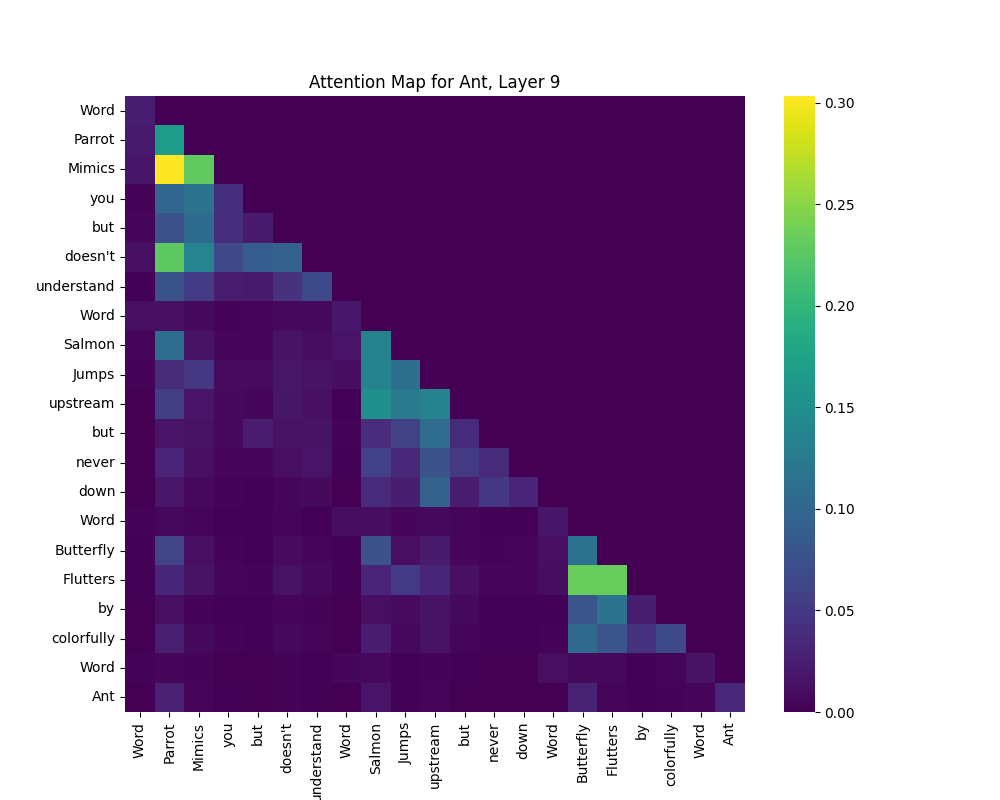 Attention Map for Ant, Layer 9
Word
Parrot
Mimics
you
but
doesn't
understand
Word
Salmon
Jumps
upstream
but
never
down
Word
Butterfly
Flutters
by
colorfully
Word
Ant
Word
Parrot
Mimics
you
but
doesn't
understand
Word
Salmon
Jumps
upstream
but
never
down
Word
Butterfly
Flutters
by
colorfully
Word
Ant
0.30
0.25
0.20
0.15
0.10
0.05
0.00